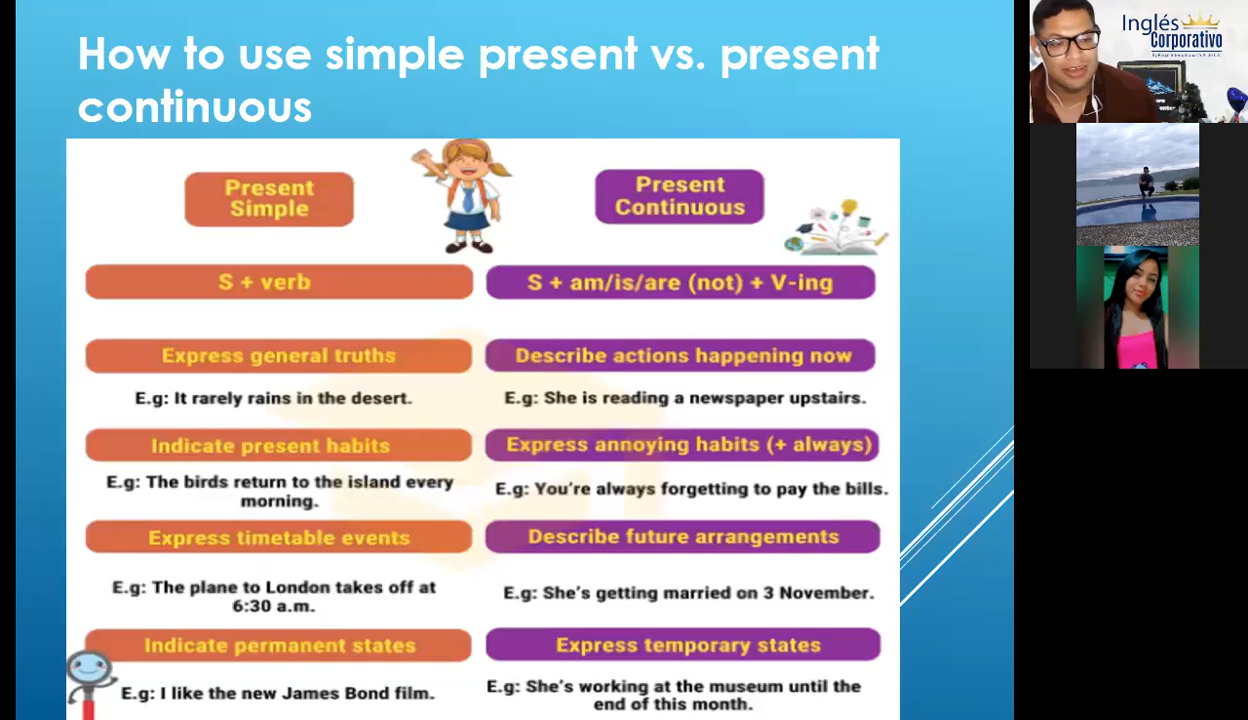 How to use simple present vs. present
continuous
Present
Simple
Present
Continuous
S + verb
S + am/is/are (not) + V-ing
Express general truths
Describe actions happening now
E.g: It rarely rains in the desert.
E.g: She is reading a newspaper upstairs.
Indicate present habits
Express annoying habits (+ always)
E.g: The birds return to the island every
morning.
E.g: You're always forgetting to pay the bills.
Express timetable events
Describe future arrangements
E.g: The plane to London takes off at
6:30 a.m.
E.g: She's getting married on 3 November.
Indicate permanent states
Express temporary states
E.g: I like the new James Bond film.
E.g: She's working at the museum until the
end of this month.
Inglés
Corporativo